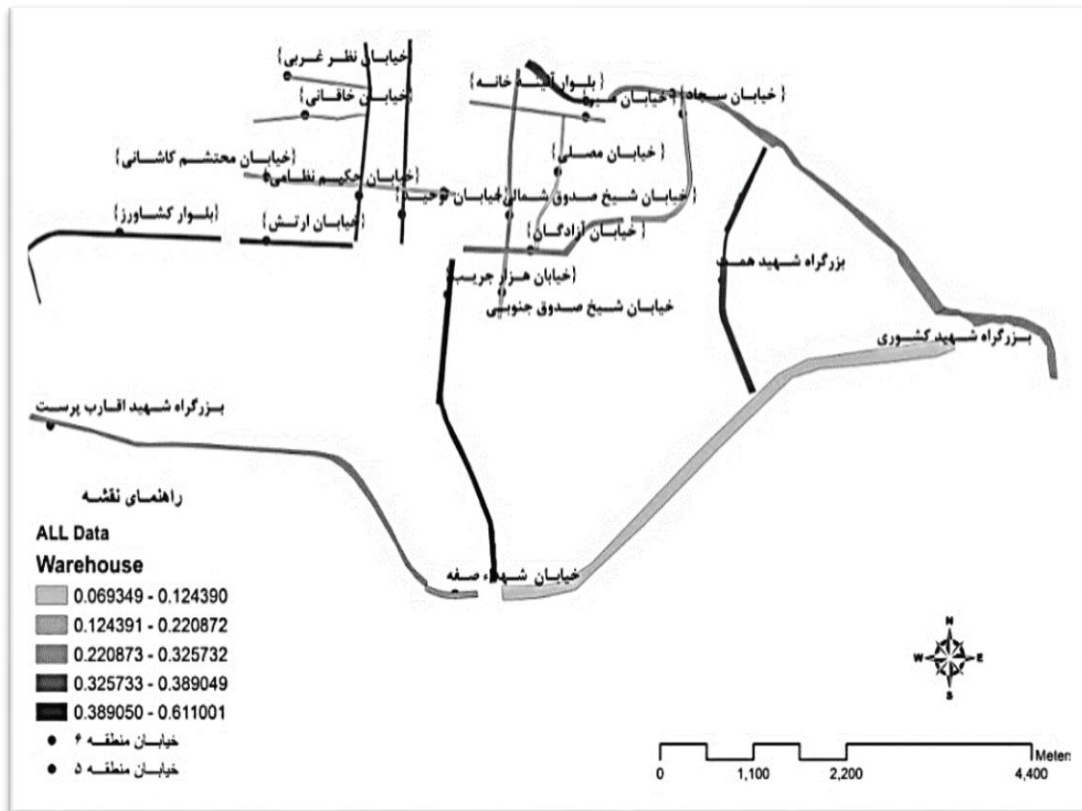 {خیابان نظر غربی}
{خیابان خاقانی}
{بلوار آئینه خانه}
{خیابان سجاد}
{خیابان مصلی}
{خیابان محتشم کاشانی}
{خیابان حکیم نظامی}
خیابان توحید
{خیابان شیخ صدوق شمالی}
{بلوار کشاورز}
{خیابان ارتش}
{خیابان آزادگان}
{خیابان هزار جریب}
خیابان شیخ صدوق جنوبی
بزرگراه شهید همت
بزرگراه شهید کشوری
بزرگراه شهید اقارب پرست
خیابان شهداء صفه
راهنمای نقشه
ALL Data
Warehouse
0.069349 - 0.124390
0.124391 - 0.220872
0.220873 - 0.325732
0.325733 - 0.389049
0.389050 - 0.611001
خیابان منطقه ۶
خیابان منطقه ۵
N
W
E
S
Meters
0 1,100 2,200 4,400